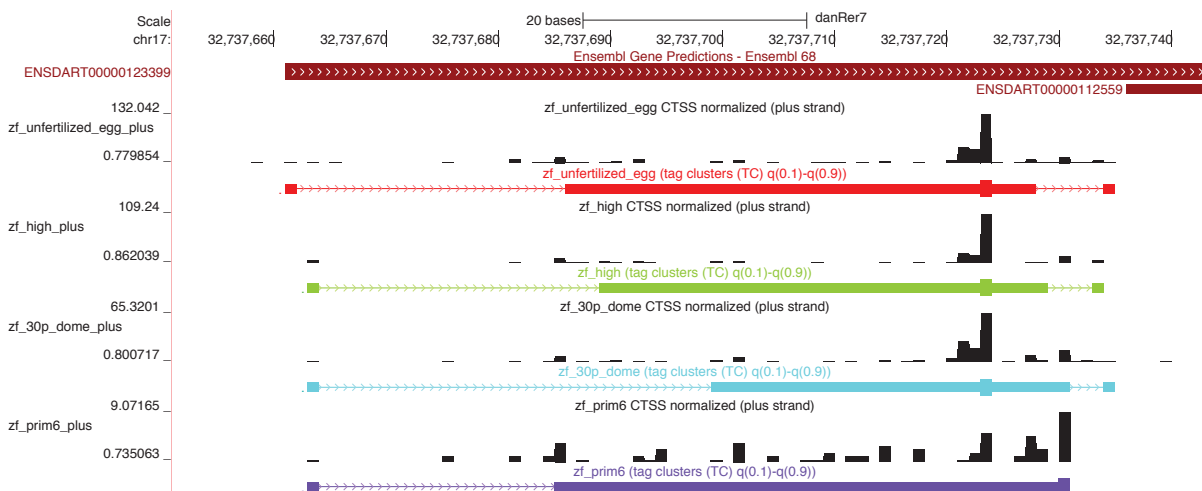 Scale 20 bases danRer7
chr17: 32,737,660 32,737,670 32,737,680 32,737,690 32,737,700 32,737,710 32,737,720 32,737,730 32,737,740
Ensembl Gene Predictions - Ensembl 68
ENSDART00000123399
ENSDART00000112559
132.042 _ zf_unfertilized_egg CTSS normalized (plus strand)
zf_unfertilized_egg_plus
0.779854 _
zf_unfertilized_egg (tag clusters (TC) q(0.1)-q(0.9))
109.24 _ zf_high CTSS normalized (plus strand)
zf_high_plus
0.862039 _
zf_high (tag clusters (TC) q(0.1)-q(0.9))
65.3201 _ zf_30p_dome CTSS normalized (plus strand)
zf_30p_dome_plus
0.800717 _
zf_30p_dome (tag clusters (TC) q(0.1)-q(0.9))
9.07165 _ zf_prim6 CTSS normalized (plus strand)
zf_prim6_plus
0.735063 _
zf_prim6 (tag clusters (TC) q(0.1)-q(0.9))